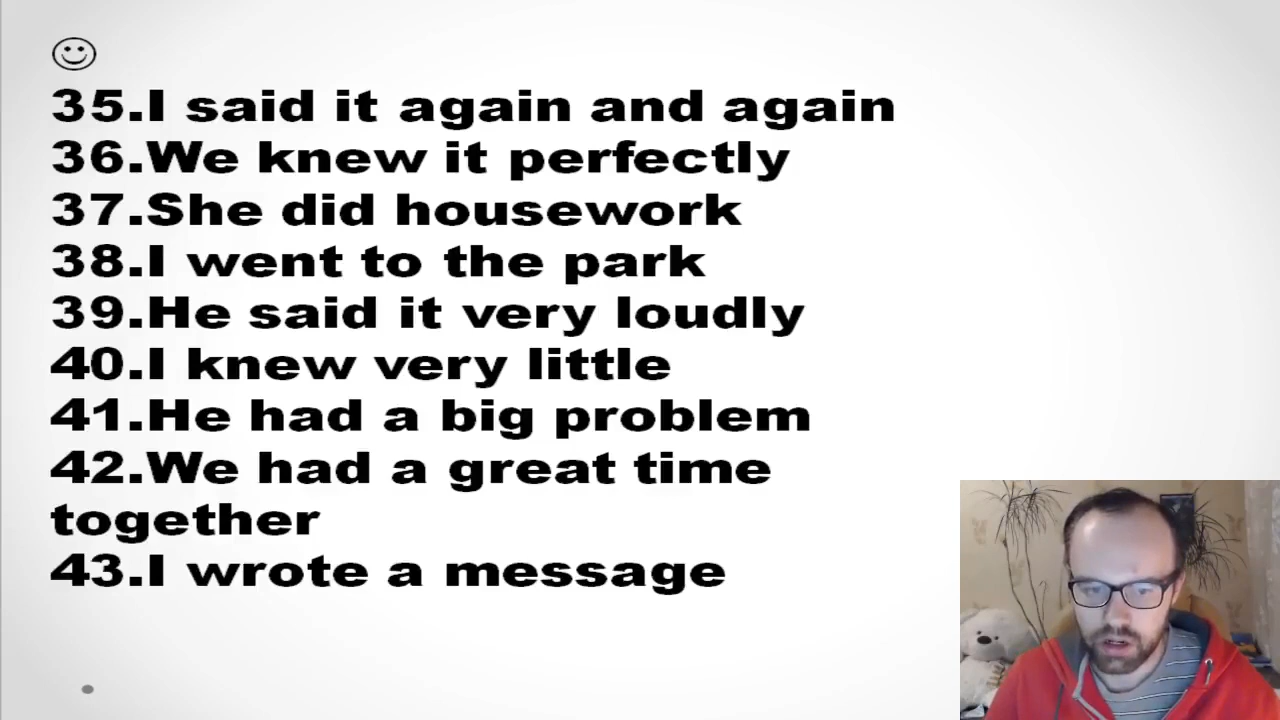 35.I said it again and again
36.We knew it perfectly
37.She did housework
38.I went to the park
39.He said it very loudly
40.I knew very little
41.He had a big problem
42.We had a great time
together
43.I wrote a message